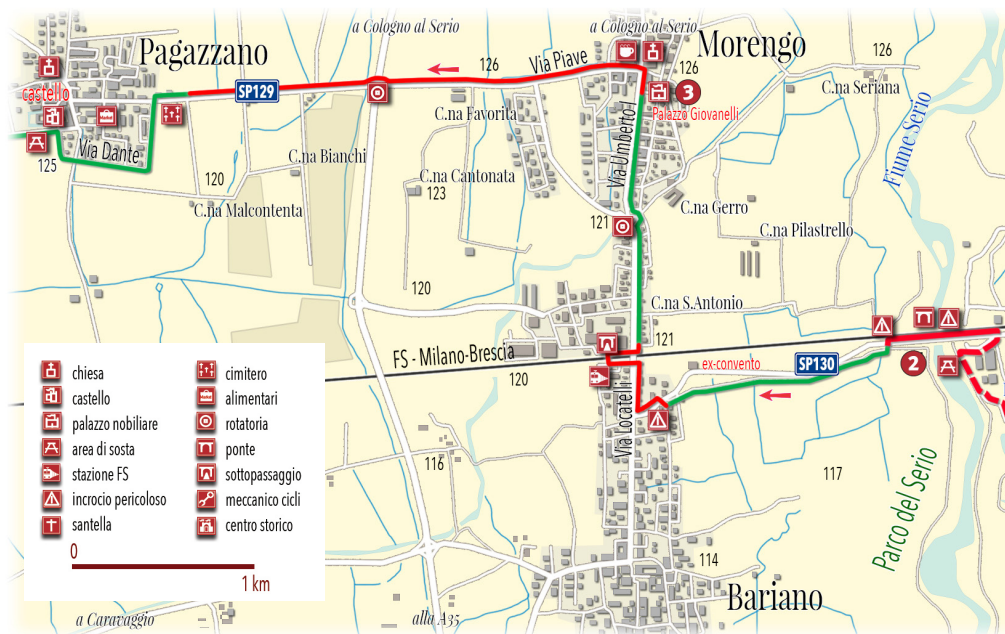 a Cologno al Serio
a Cologno al Serio
Pagazzano
Morengo
Via Piave
126
126
126
castello
SP129
3
C.na Seriana
Palazzo Giovanelli
C.na Favorita
Via Umberto I
Fiume Serio
Via Dante
125
C.na Bianchi
120
C.na Cantonata
123
C.na Malcontenta
C.na Gerro
121
C.na Pilastrello
120
C.na S.Antonio
121
FS - Milano-Brescia
120
ex-convento
SP130
2
Via Locatelli
chiesa
castello
palazzo nobiliare
area di sosta
stazione FS
incrocio pericoloso
santella
cimitero
alimentari
rotatoria
ponte
sottopassaggio
meccanico cicli
centro storico
0
1 km
116
117
Parco del Serio
114
Bariano
a Caravaggio
alla A35